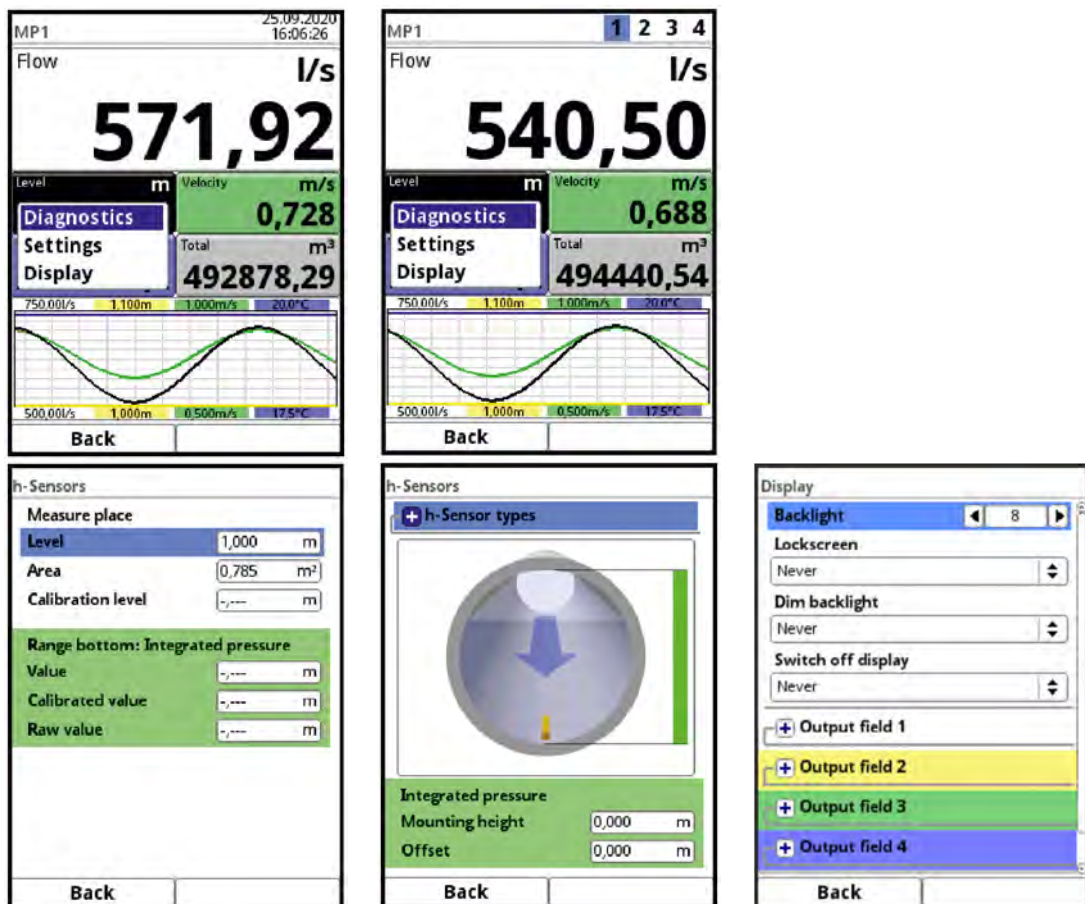 MP1 25.09.2020
16:06:26
Flow l/s
571,92
Level m Velocity m/s
0,728
Diagnostics
Settings
Display
Total m³
492878,29
750,00l/s 1,100m 1,000m/s 20,0°C
500,00l/s 1,000m 0,500m/s 17,5°C
Back
MP1 1 2 3 4
Flow l/s
540,50
Level m Velocity m/s
0,688
Diagnostics
Settings
Display
Total m³
494440,54
750,00l/s 1,100m 1,000m/s 20,0°C
500,00l/s 1,000m 0,500m/s 17,5°C
Back
h-Sensors
Measure place
Level 1,000 m
Area 0,785 m²
Calibration level -,--- m
Range bottom: Integrated pressure
Value -,--- m
Calibrated value -,--- m
Raw value -,--- m
Back
h-Sensors
+ h-Sensor types
Integrated pressure
Mounting height 0,000 m
Offset 0,000 m
Back
Display
Backlight 8
Lockscreen
Never
Dim backlight
Never
Switch off display
Never
+ Output field 1
+ Output field 2
+ Output field 3
+ Output field 4
Back